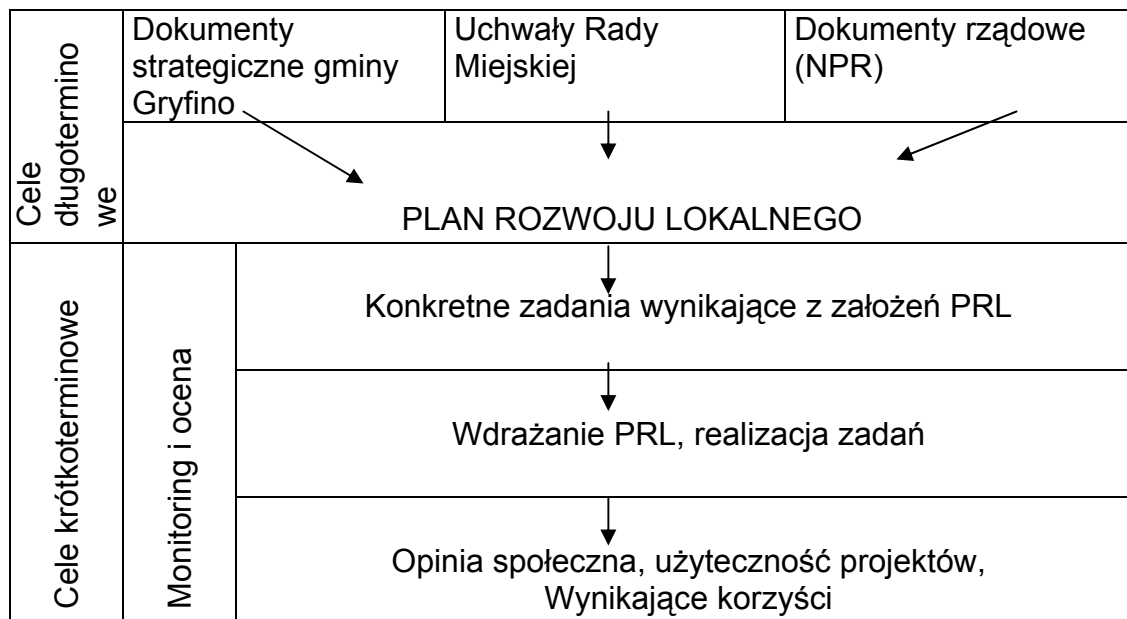 Dokumenty
strategiczne gminy
Gryfino
Uchwały Rady
Miejskiej
Dokumenty rządowe
(NPR)
Cele
długotermino
we
PLAN ROZWOJU LOKALNEGO
Cele krótkoterminowe
Monitoring i ocena
Konkretne zadania wynikające z założeń PRL
Wdrażanie PRL, realizacja zadań
Opinia społeczna, użyteczność projektów,
Wynikające korzyści